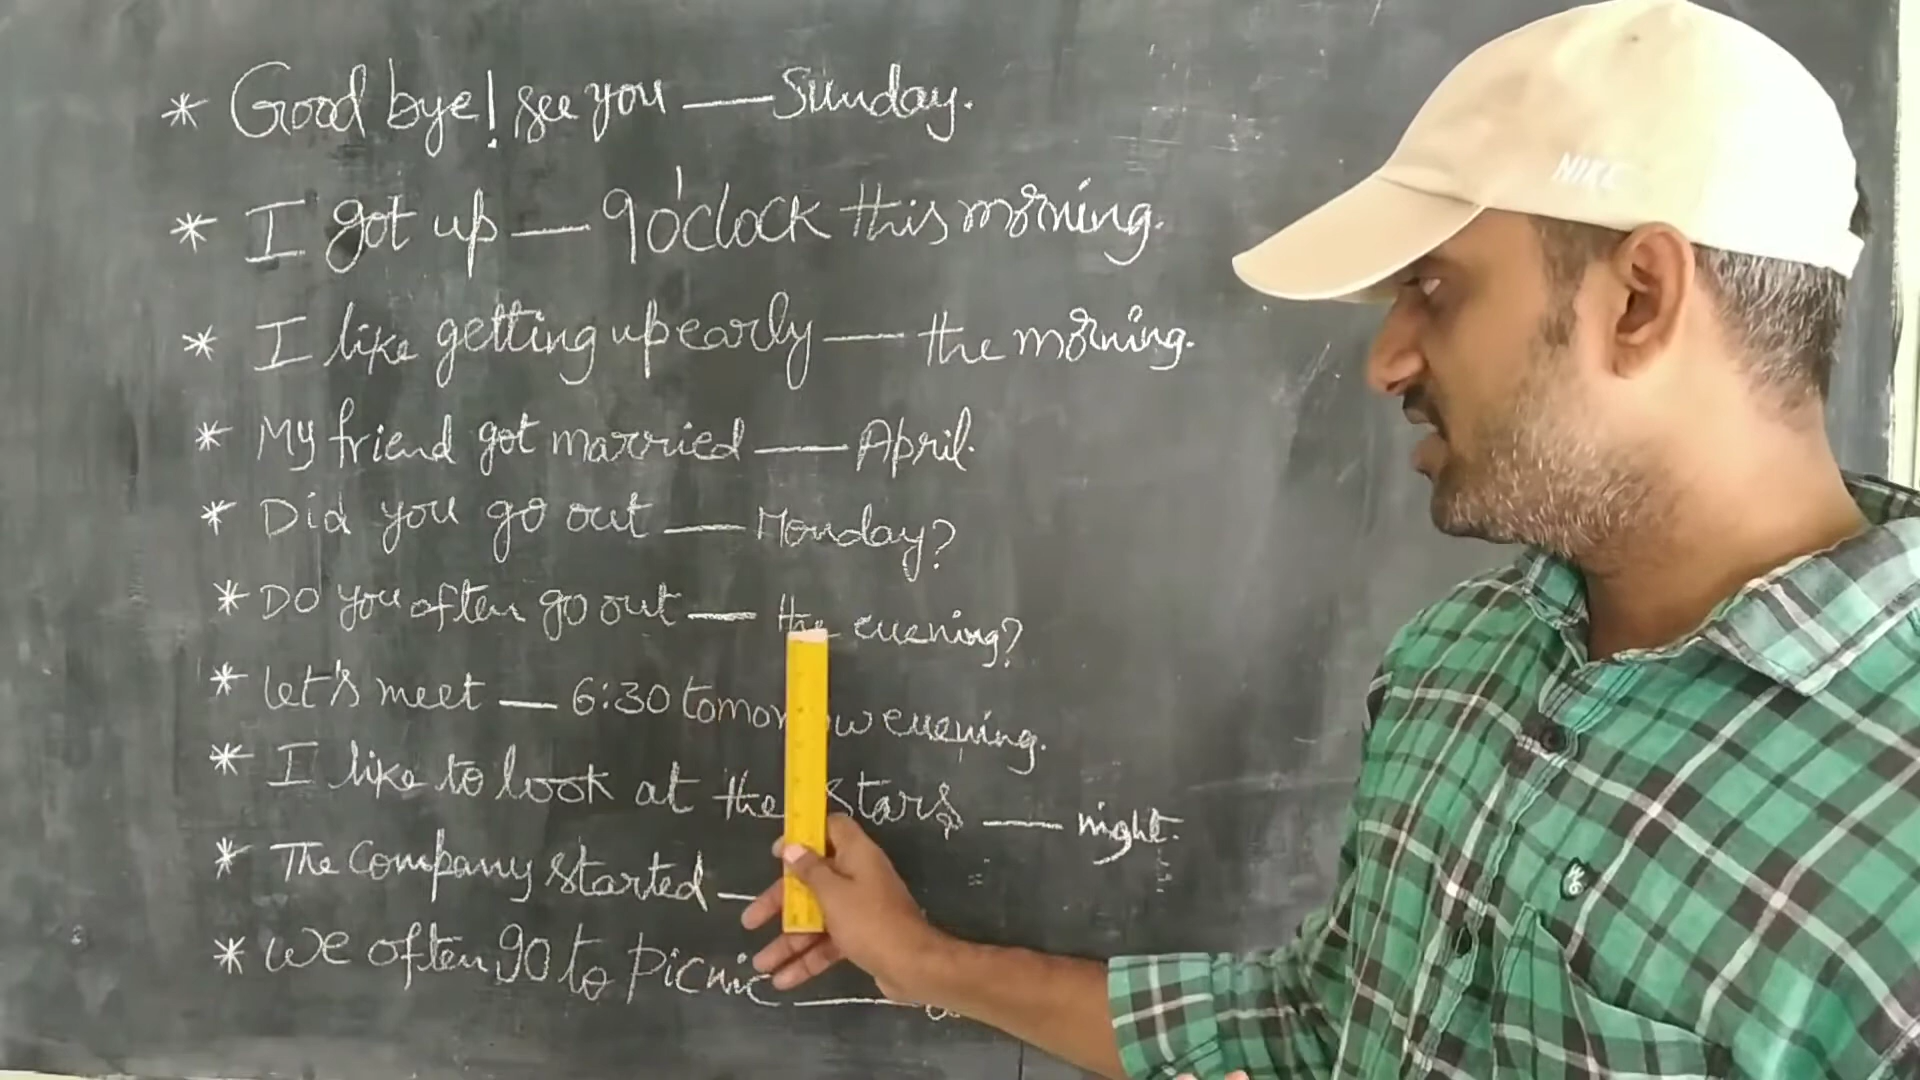 * Good bye! see you — Sunday.
* I got up — 9 o'clock this morning.
* I like getting up early — the morning.
* My friend got married — April.
* Did you go out — Monday?
* Do you often go out — the evening?
* Let's meet — 6:30 tomorrow evening.
* I like to look at the stars — night.
* The Company started —
* We often go to Picnic —
NIKE